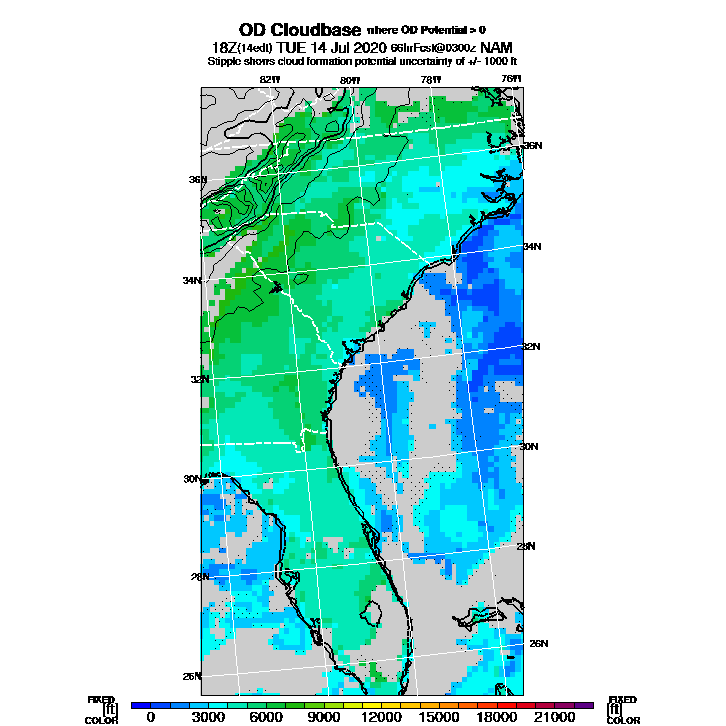 OD Cloudbase where OD Potential > 0
18Z(14edt) TUE 14 Jul 2020 66hrFcst@0300z NAM
Stipple shows cloud formation potential uncertainty of +/- 1000 ft
82W 80W 78W 76W
36N 36N
34N 34N
32N 32N
30N 30N
28N 28N
26N 26N
FIXED FIXED
[ft] 0 3000 6000 9000 12000 15000 18000 21000 [ft]
COLOR COLOR